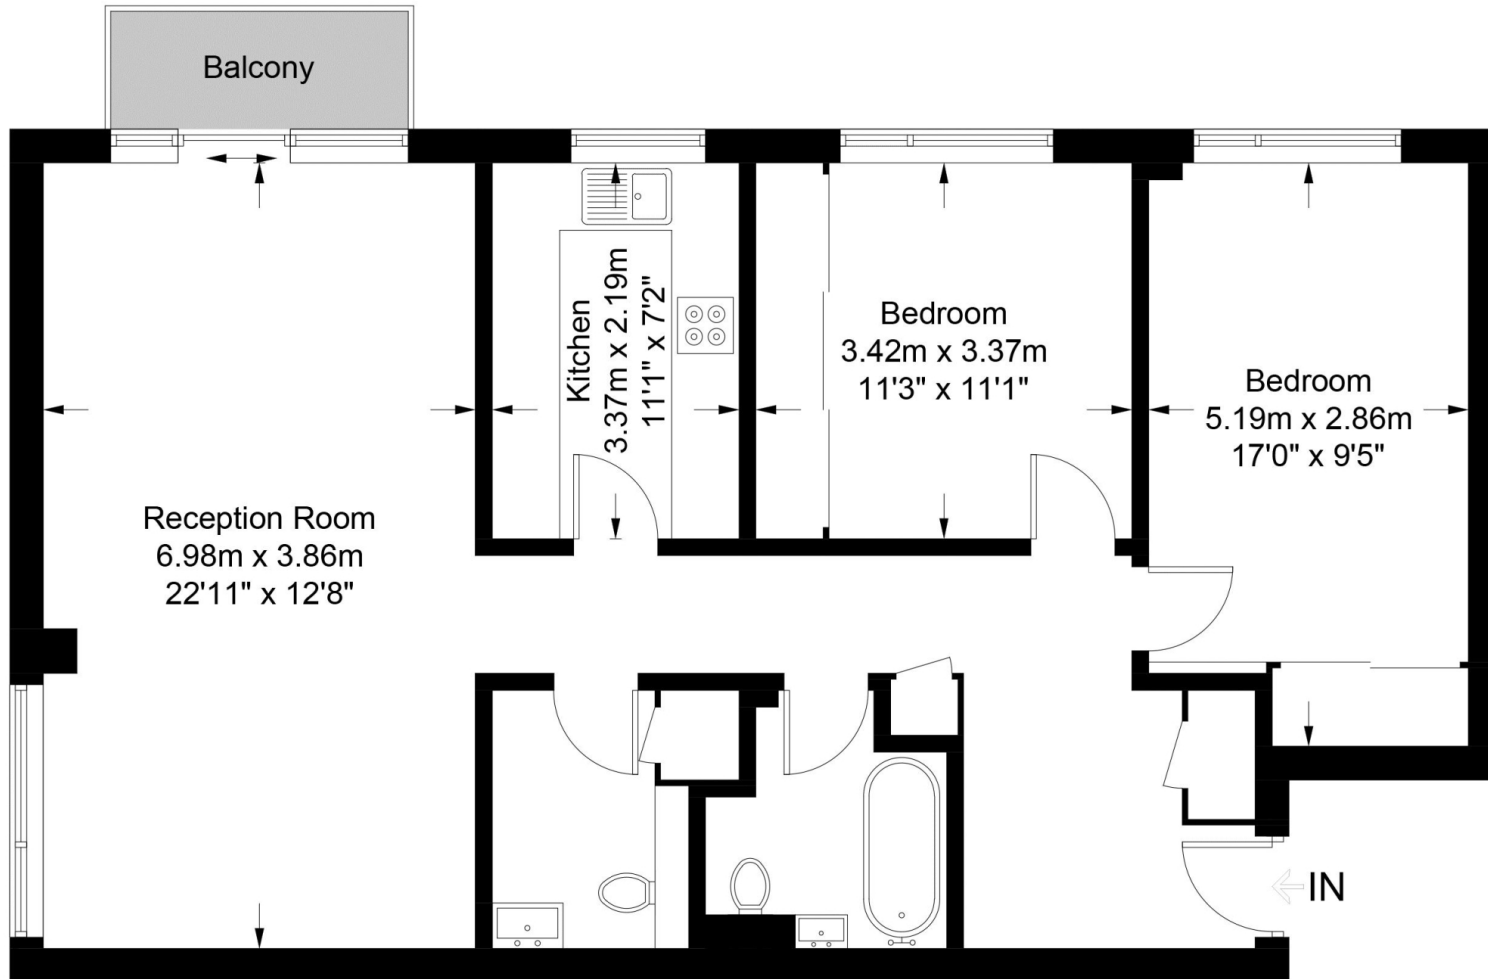 Balcony
Kitchen
3.37m x 2.19m
11'1" x 7'2"
Bedroom
3.42m x 3.37m
11'3" x 11'1"
Bedroom
5.19m x 2.86m
17'0" x 9'5"
Reception Room
6.98m x 3.86m
22'11" x 12'8"
IN